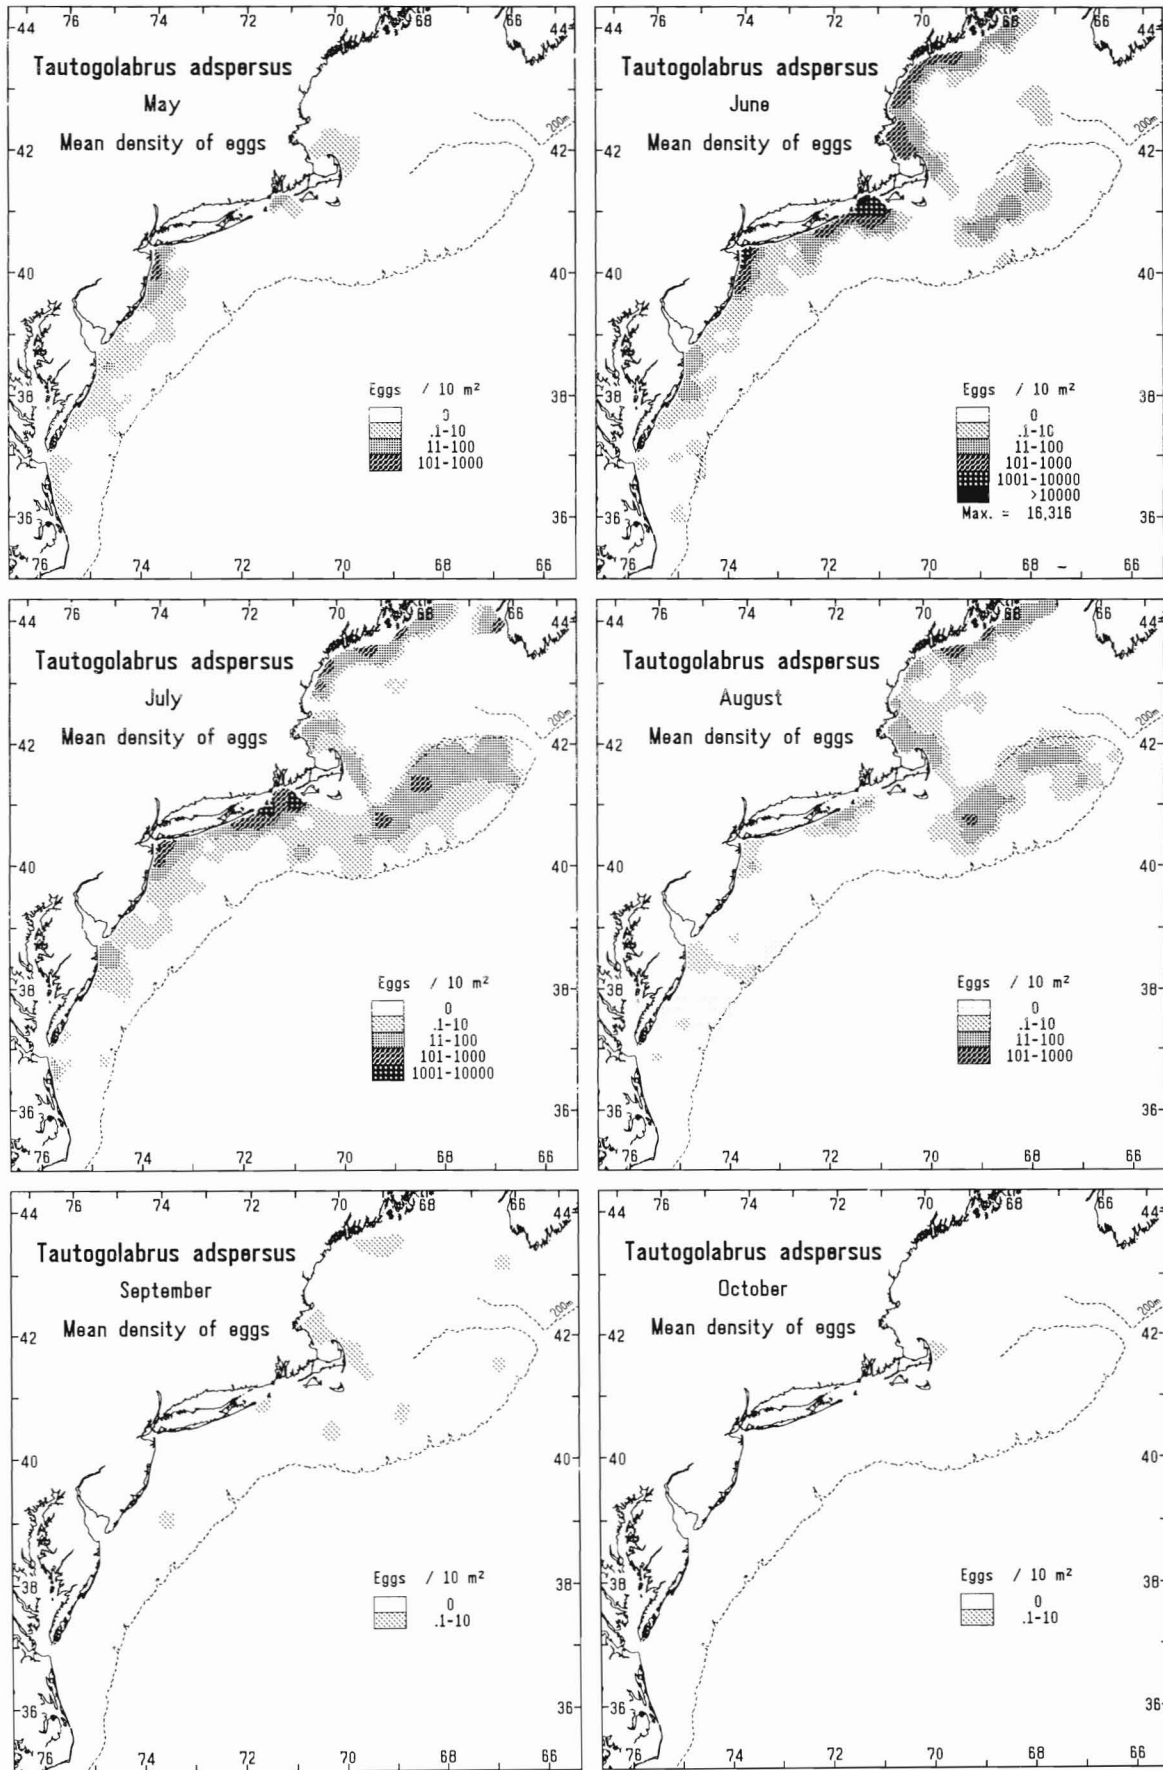 76 74 72 70 68 66
44
Tautogolabrus adspersus
May
Mean density of eggs
200m
42
42
40
40
Eggs / 10 m²
0
.1-10
11-100
101-1000
38
38
36
36
76 74 72 70 68 66
44
76 74 72 70 68 66
44
Tautogolabrus adspersus
June
Mean density of eggs
200m
42
42
40
40
Eggs / 10 m²
0
.1-10
11-100
101-1000
1001-10000
>10000
Max. = 16,316
38
38
36
36
76 74 72 70 68 66
44
76 74 72 70 68 66
44
Tautogolabrus adspersus
July
Mean density of eggs
200m
42
42
40
40
Eggs / 10 m²
0
.1-10
11-100
101-1000
1001-10000
38
38
36
36
76 74 72 70 68 66
44
76 74 72 70 68 66
44
Tautogolabrus adspersus
August
Mean density of eggs
200m
42
42
40
40
Eggs / 10 m²
0
.1-10
11-100
101-1000
38
38
36
36
76 74 72 70 68 66
44
76 74 72 70 68 66
44
Tautogolabrus adspersus
September
Mean density of eggs
200m
42
42
40
40
Eggs / 10 m²
0
.1-10
38
38
36
36
76 74 72 70 68 66
44
76 74 72 70 68 66
44
Tautogolabrus adspersus
October
Mean density of eggs
200m
42
42
40
40
Eggs / 10 m²
0
.1-10
38
38
36
36
76 74 72 70 68 66
44